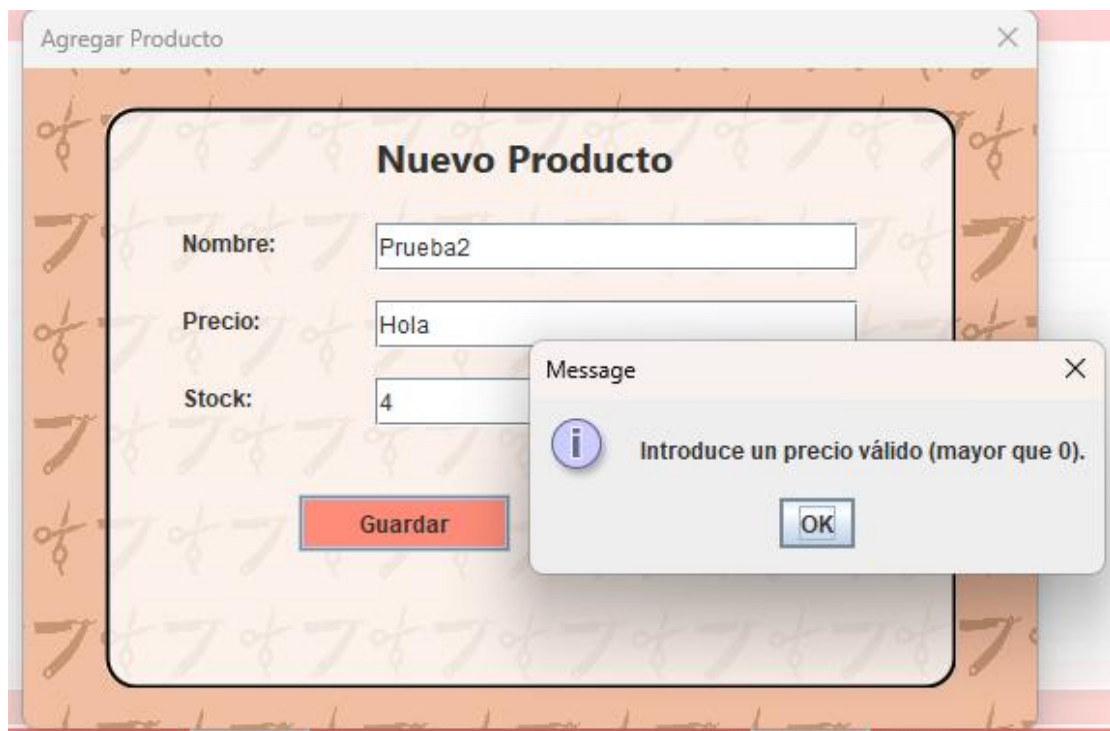 Agregar Producto
Nuevo Producto
Nombre:
Prueba2
Precio:
Hola
Stock:
4
Message
Introduce un precio válido (mayor que 0).
OK
Guardar